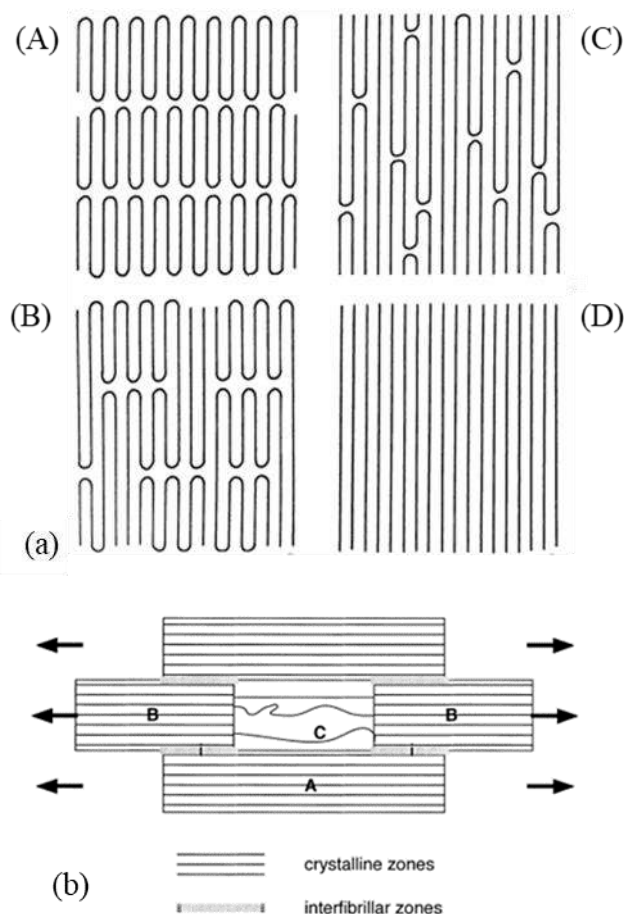 (A)
(C)
(B)
(D)
(a)
B
B
C
i
i
A
crystalline zones
(b)
interfibrillar zones